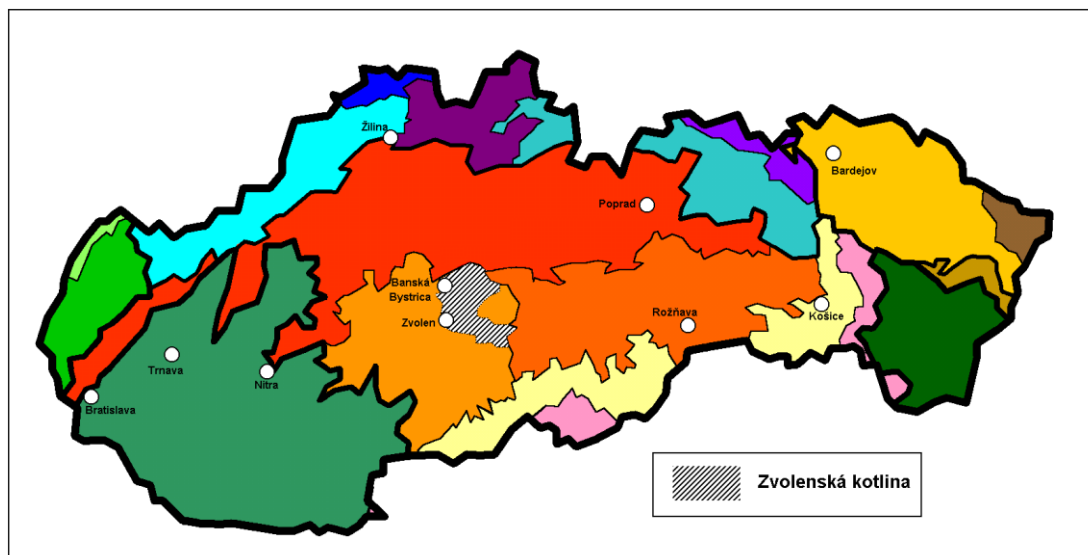 Žilina
Bardejov
Poprad
Banská
Bystrica
Zvolen
Košice
Rožňava
Trnava
Nitra
Bratislava
Zvolenská kotlina